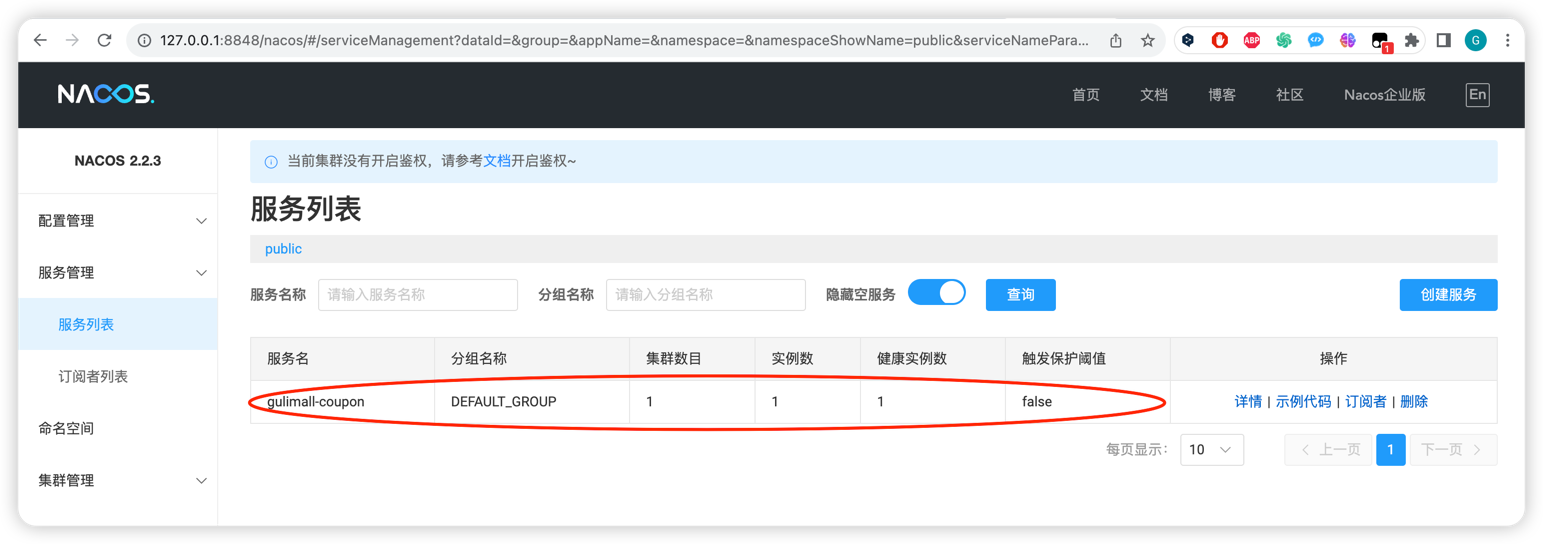 127.0.0.1:8848/nacos/#/serviceManagement?dataId=&group=&appName=&namespace=&namespaceShowName=public&serviceNamePara...
ABP
1
G
NACOS.
首页 文档 博客 社区 Nacos企业版 En
NACOS 2.2.3
当前集群没有开启鉴权，请参考文档开启鉴权~
服务列表
配置管理
public
服务管理
服务名称 请输入服务名称 分组名称 请输入分组名称 隐藏空服务 查询 创建服务
服务列表
服务名 分组名称 集群数目 实例数 健康实例数 触发保护阈值 操作
订阅者列表
gulimall-coupon DEFAULT_GROUP 1 1 1 false 详情 | 示例代码 | 订阅者 | 删除
命名空间
每页显示： 10 上一页 1 下一页
集群管理